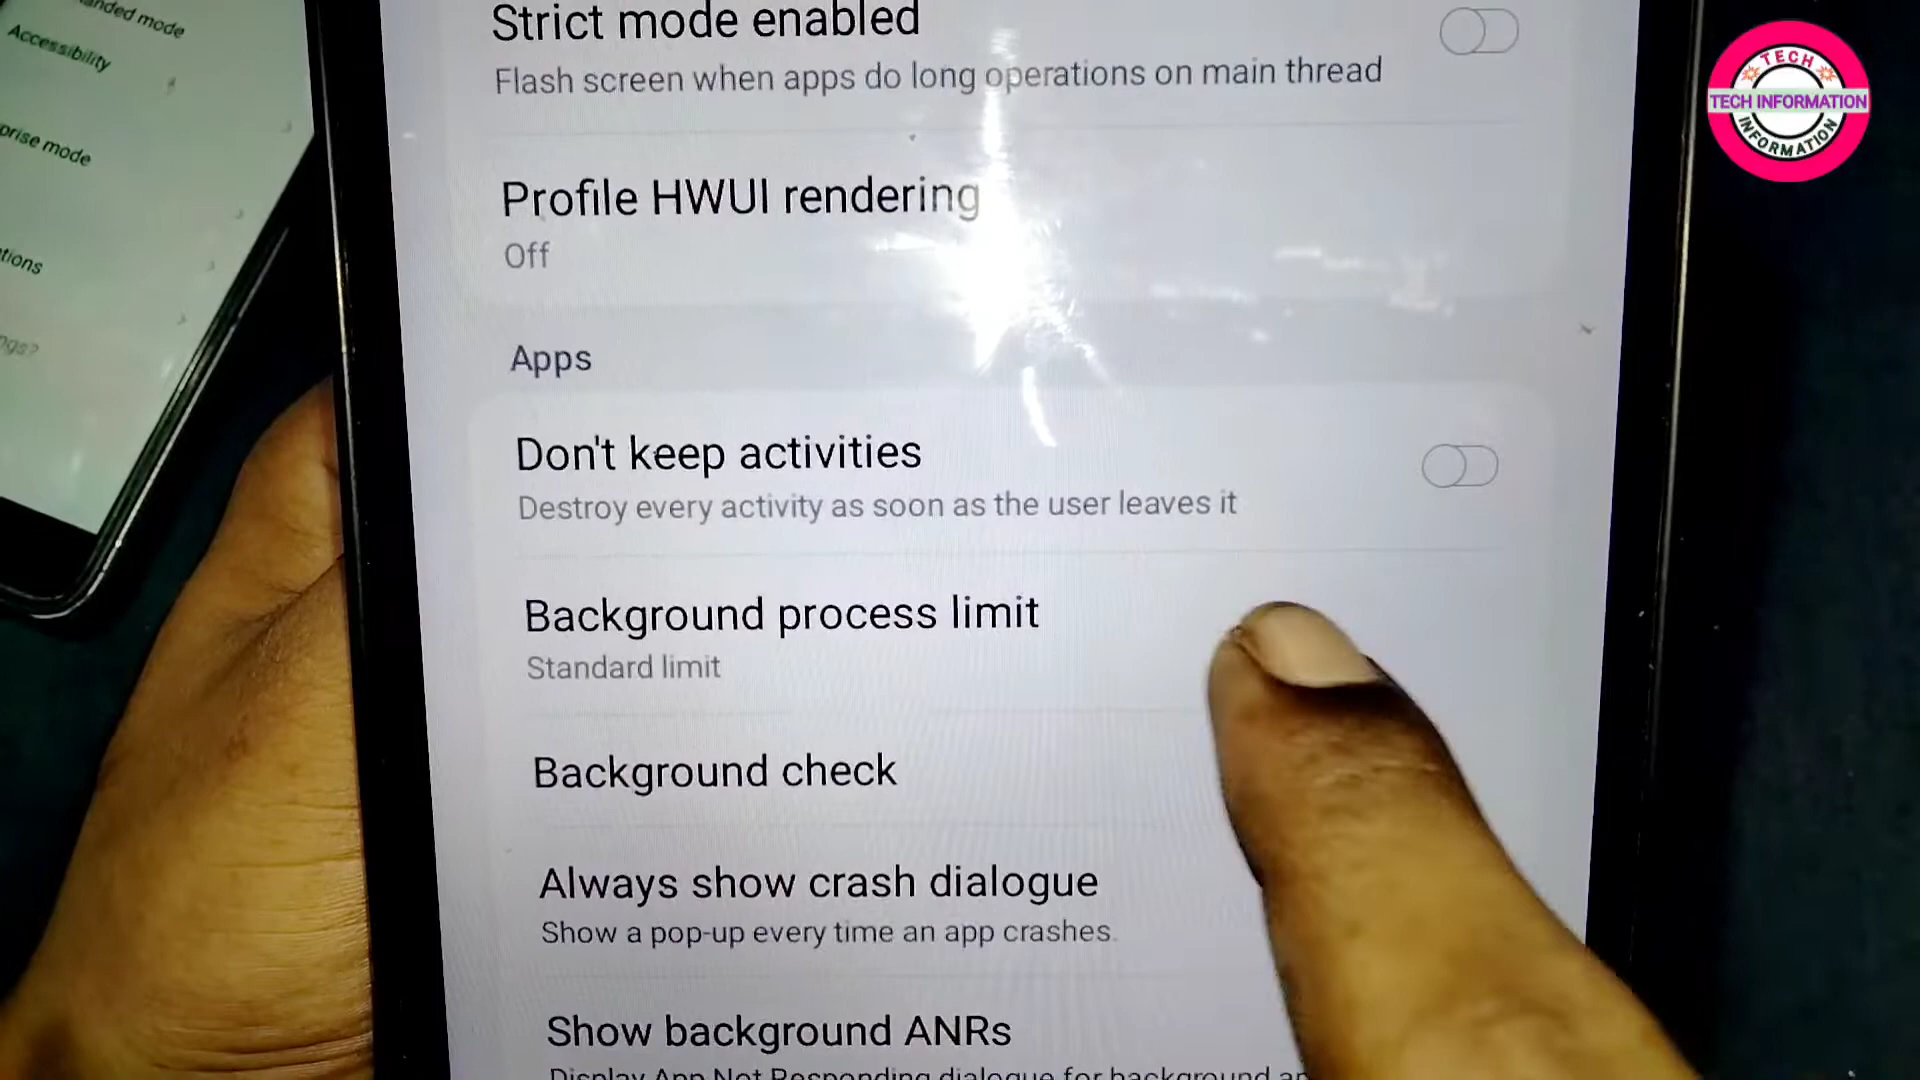 anded mode
Accessibility
prise mode
tions
ngs?
Strict mode enabled
Flash screen when apps do long operations on main thread
Profile HWUI rendering
Off
Apps
Don't keep activities
Destroy every activity as soon as the user leaves it
Background process limit
Standard limit
Background check
Always show crash dialogue
Show a pop-up every time an app crashes.
Show background ANRs
Display App Not Responding dialogue for background
TECH
TECH INFORMATION
INFORMATION